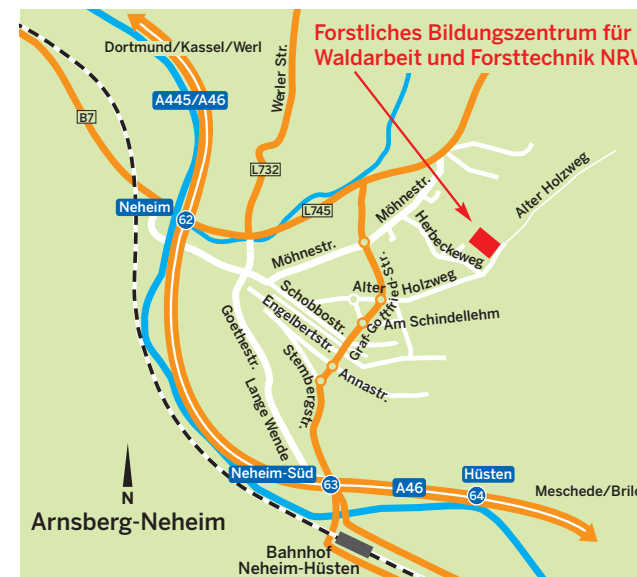 Forstliches Bildungszentrum für
Waldarbeit und Forsttechnik NRW
Dortmund/Kassel/Werl
Werler Str.
A445/A46
B7
L732
Neheim
62
L745
Möhnestr.
Möhnestr.
Herbeckeweg
Alter Holzweg
Alter Holzweg
Graf-Gottfried-Str.
Schobbostr.
Engelbertstr.
Am Schindellehm
Goethestr.
Annastr.
Stembergstr.
Lange Wende
Neheim-Süd
63
A46
Hüsten
64
Meschede/Brilo
N
Arnsberg-Neheim
Bahnhof
Neheim-Hüsten